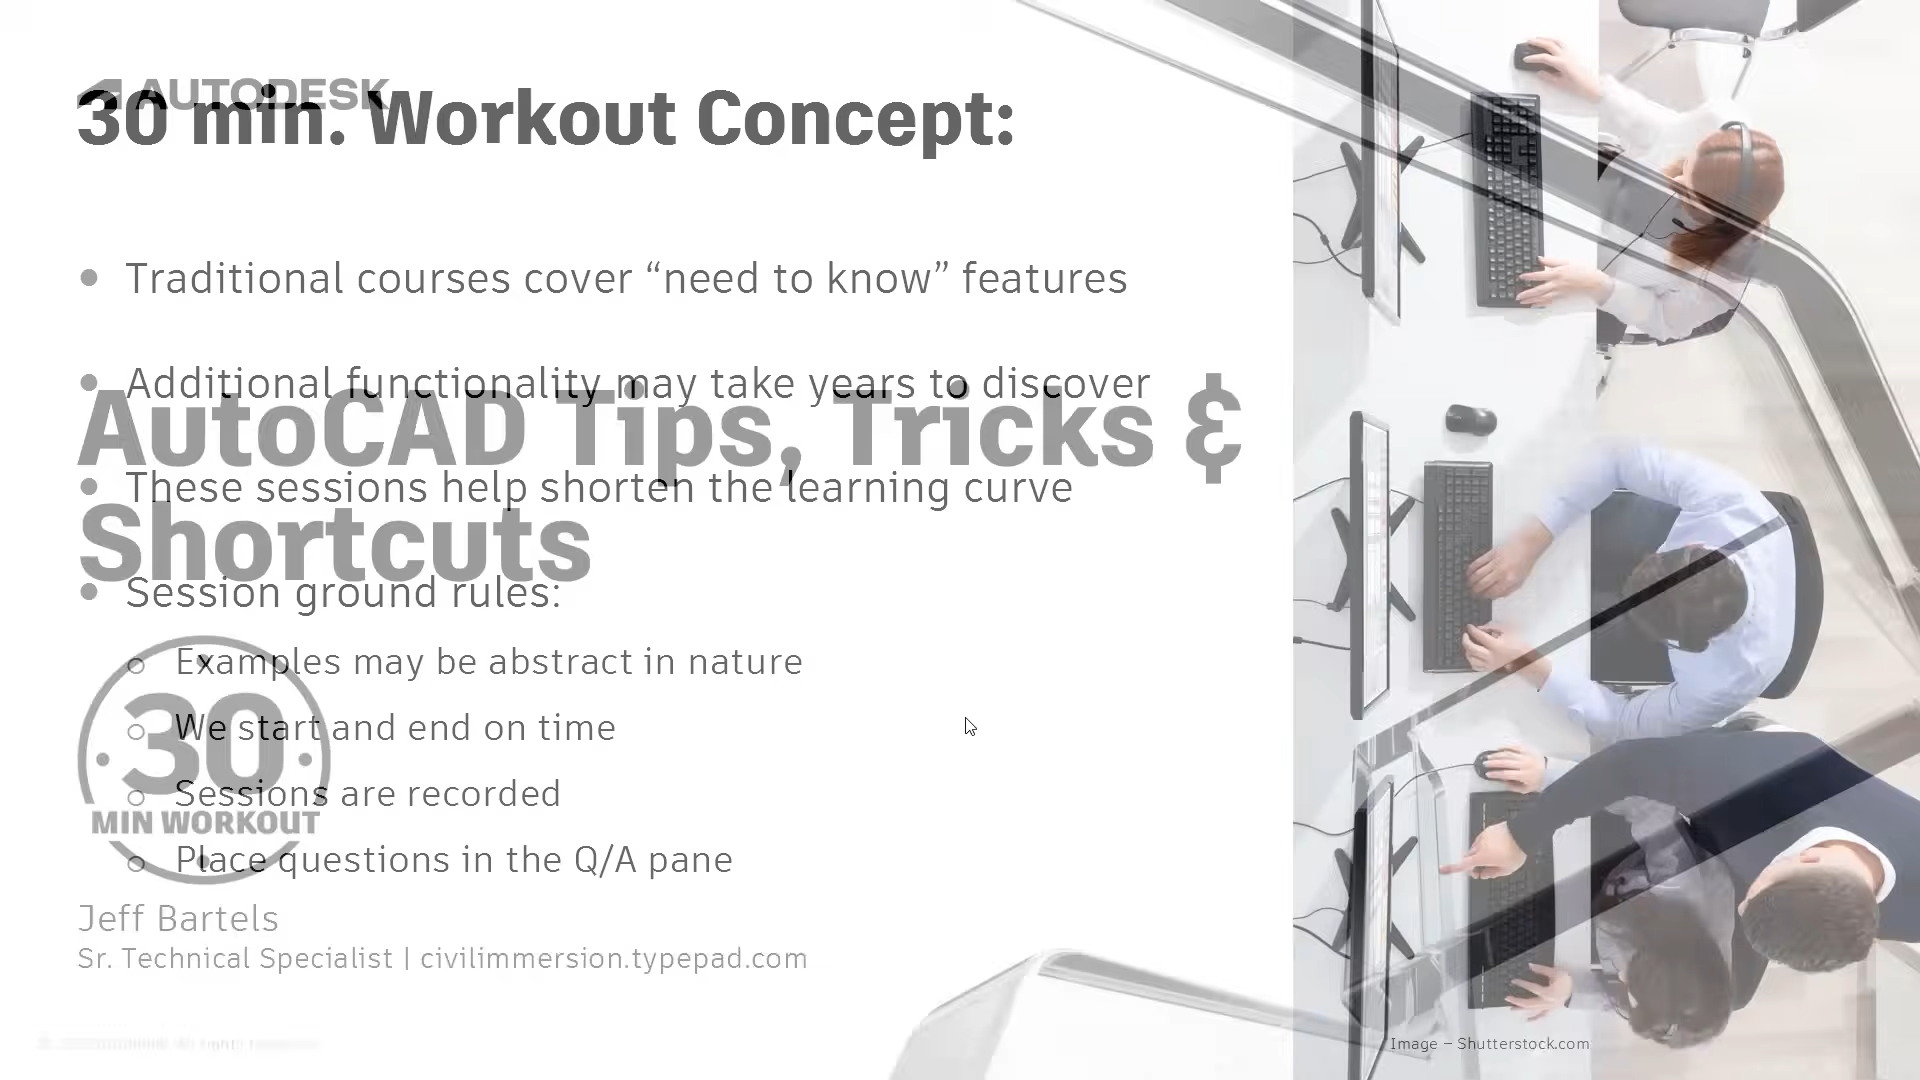 AUTODESK
30 min. Workout Concept:
• Traditional courses cover “need to know” features
• Additional functionality may take years to discover
AutoCAD Tips, Tricks &
• These sessions help shorten the learning curve
Shortcuts
• Session ground rules:
o Examples may be abstract in nature
30
o We start and end on time
o Sessions are recorded
MIN WORKOUT
o Place questions in the Q/A pane
Jeff Bartels
Sr. Technical Specialist | civilimmersion.typepad.com
Image – Shutterstock.com